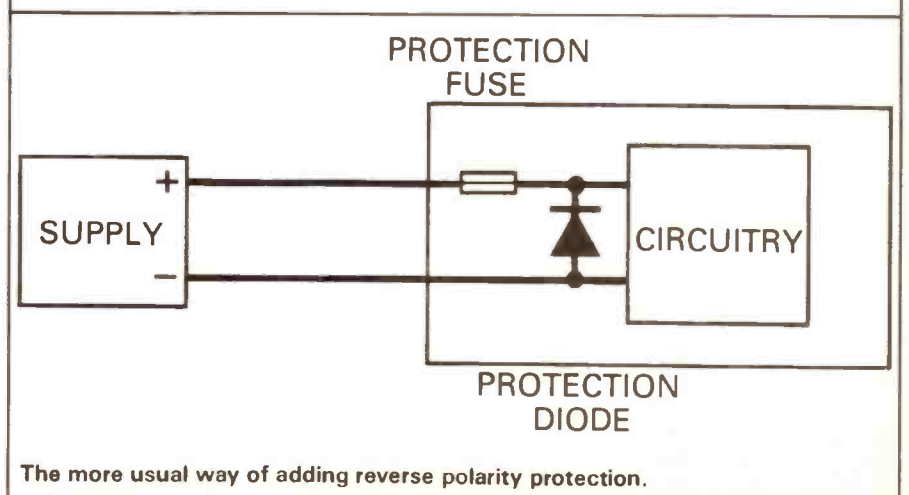 PROTECTION
FUSE
+
SUPPLY
−
CIRCUITRY
PROTECTION
DIODE
The more usual way of adding reverse polarity protection.